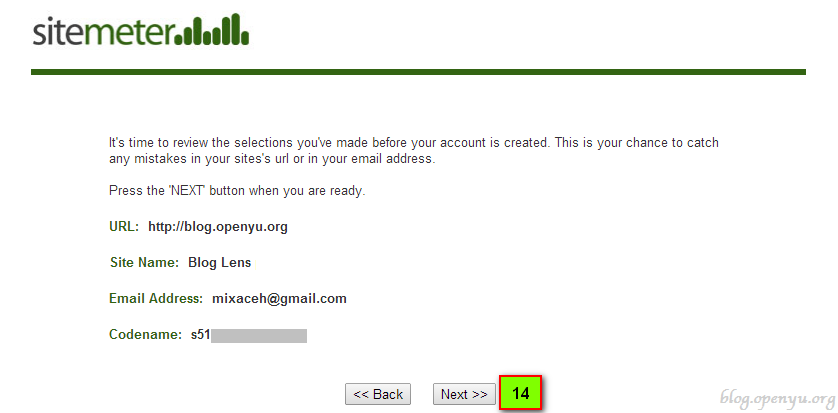 sitemeter
It's time to review the selections you've made before your account is created. This is your chance to catch
any mistakes in your sites's url or in your email address.
Press the 'NEXT' button when you are ready.
URL: http://blog.openyu.org
Site Name: Blog Lens
Email Address: mixaceh@gmail.com
Codename: s51
<< Back Next >> 14
blog.openyu.org